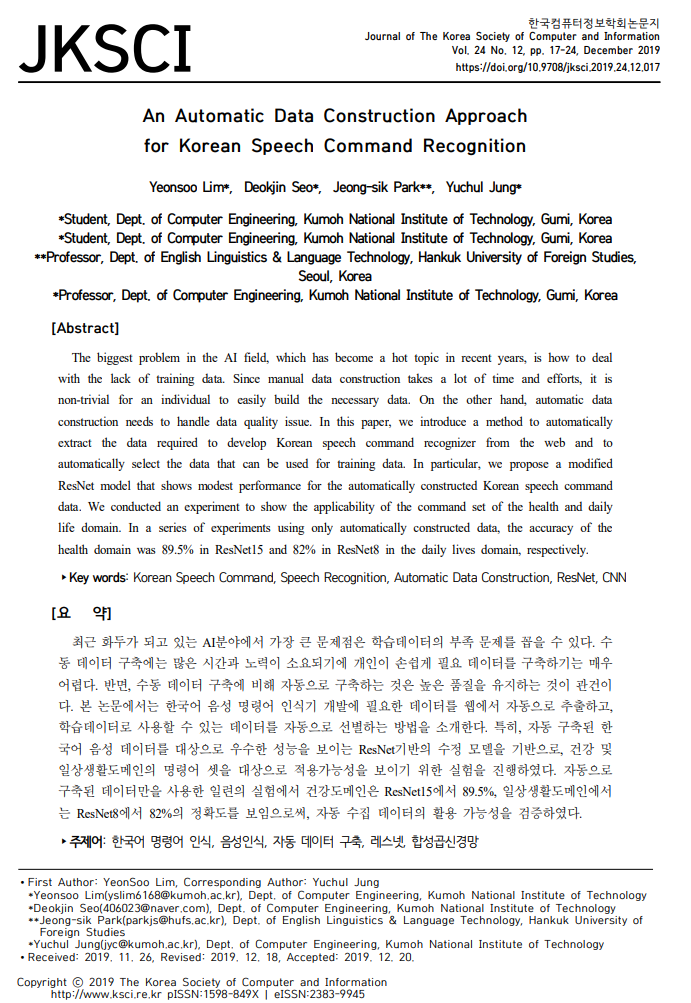 JKSCI
한국컴퓨터정보학회논문지
Journal of The Korea Society of Computer and Information
Vol. 24 No. 12, pp. 17-24, December 2019
https://doi.org/10.9708/jksci.2019.24.12.017
An Automatic Data Construction Approach
for Korean Speech Command Recognition
Yeonsoo Lim*, Deokjin Seo*, Jeong-sik Park**, Yuchul Jung*
*Student, Dept. of Computer Engineering, Kumoh National Institute of Technology, Gumi, Korea
*Student, Dept. of Computer Engineering, Kumoh National Institute of Technology, Gumi, Korea
**Professor, Dept. of English Linguistics & Language Technology, Hankuk University of Foreign Studies,
Seoul, Korea
*Professor, Dept. of Computer Engineering, Kumoh National Institute of Technology, Gumi, Korea
[Abstract]
The biggest problem in the AI field, which has become a hot topic in recent years, is how to deal
with the lack of training data. Since manual data construction takes a lot of time and efforts, it is
non-trivial for an individual to easily build the necessary data. On the other hand, automatic data
construction needs to handle data quality issue. In this paper, we introduce a method to automatically
extract the data required to develop Korean speech command recognizer from the web and to
automatically select the data that can be used for training data. In particular, we propose a modified
ResNet model that shows modest performance for the automatically constructed Korean speech command
data. We conducted an experiment to show the applicability of the command set of the health and daily
life domain. In a series of experiments using only automatically constructed data, the accuracy of the
health domain was 89.5% in ResNet15 and 82% in ResNet8 in the daily lives domain, respectively.
▸Key words: Korean Speech Command, Speech Recognition, Automatic Data Construction, ResNet, CNN
[요 약]
최근 화두가 되고 있는 AI분야에서 가장 큰 문제점은 학습데이터의 부족 문제를 꼽을 수 있다. 수
동 데이터 구축에는 많은 시간과 노력이 소요되기에 개인이 손쉽게 필요 데이터를 구축하기는 매우
어렵다. 반면, 수동 데이터 구축에 비해 자동으로 구축하는 것은 높은 품질을 유지하는 것이 관건이
다. 본 논문에서는 한국어 음성 명령어 인식기 개발에 필요한 데이터를 웹에서 자동으로 추출하고,
학습데이터로 사용할 수 있는 데이터를 자동으로 선별하는 방법을 소개한다. 특히, 자동 구축된 한
국어 음성 데이터를 대상으로 우수한 성능을 보이는 ResNet기반의 수정 모델을 기반으로, 건강 및
일상생활도메인의 명령어 셋을 대상으로 적용가능성을 보이기 위한 실험을 진행하였다. 자동으로
구축된 데이터만을 사용한 일련의 실험에서 건강도메인은 ResNet15에서 89.5%, 일상생활도메인에서
는 ResNet8에서 82%의 정확도를 보임으로써, 자동 수집 데이터의 활용 가능성을 검증하였다.
▸주제어: 한국어 명령어 인식, 음성인식, 자동 데이터 구축, 레스넷, 합성곱신경망
• First Author: YeonSoo Lim, Corresponding Author: Yuchul Jung
*Yeonsoo Lim(yslim6168@kumoh.ac.kr), Dept. of Computer Engineering, Kumoh National Institute of Technology
*Deokjin Seo(406023@naver.com), Dept. of Computer Engineering, Kumoh National Institute of Technology
**Jeong-sik Park(parkjs@hufs.ac.kr), Dept. of English Linguistics & Language Technology, Hankuk University of
Foreign Studies
*Yuchul Jung(jyc@kumoh.ac.kr), Dept. of Computer Engineering, Kumoh National Institute of Technology
• Received: 2019. 11. 26, Revised: 2019. 12. 18, Accepted: 2019. 12. 20.
Copyright ⓒ 2019 The Korea Society of Computer and Information
http://www.ksci.re.kr pISSN:1598-849X | eISSN:2383-9945